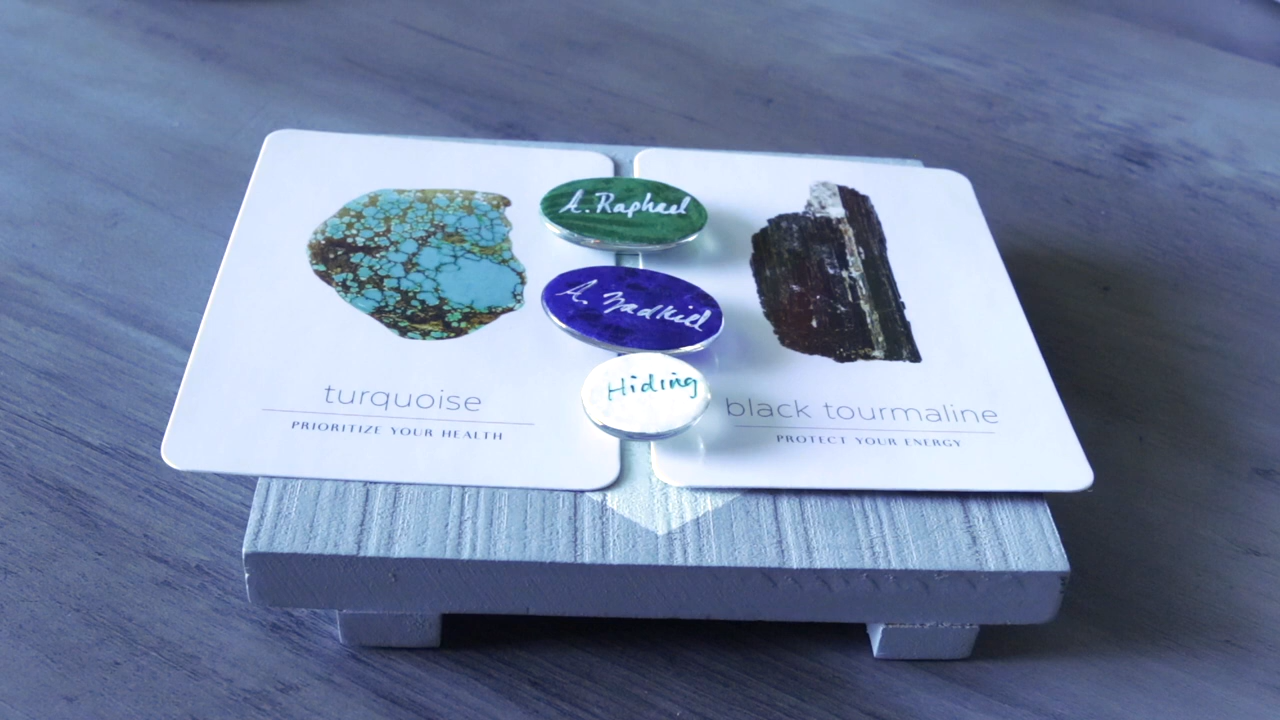 A. Raphael
A. Zadkiel
Hiding
turquoise
PRIORITIZE YOUR HEALTH
black tourmaline
PROTECT YOUR ENERGY